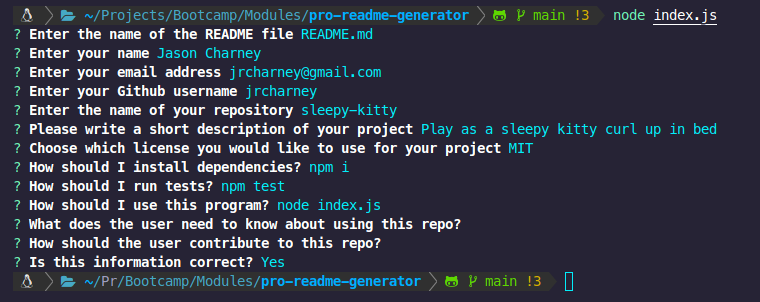 ~/Projects/Bootcamp/Modules/pro-readme-generator main !3 node index.js
? Enter the name of the README file README.md
? Enter your name Jason Charney
? Enter your email address jrcharney@gmail.com
? Enter your Github username jrcharney
? Enter the name of your repository sleepy-kitty
? Please write a short description of your project Play as a sleepy kitty curl up in bed
? Choose which license you would like to use for your project MIT
? How should I install dependencies? npm i
? How should I run tests? npm test
? How should I use this program? node index.js
? What does the user need to know about using this repo?
? How should the user contribute to this repo?
? Is this information correct? Yes
~/Pr/Bootcamp/Modules/pro-readme-generator main !3